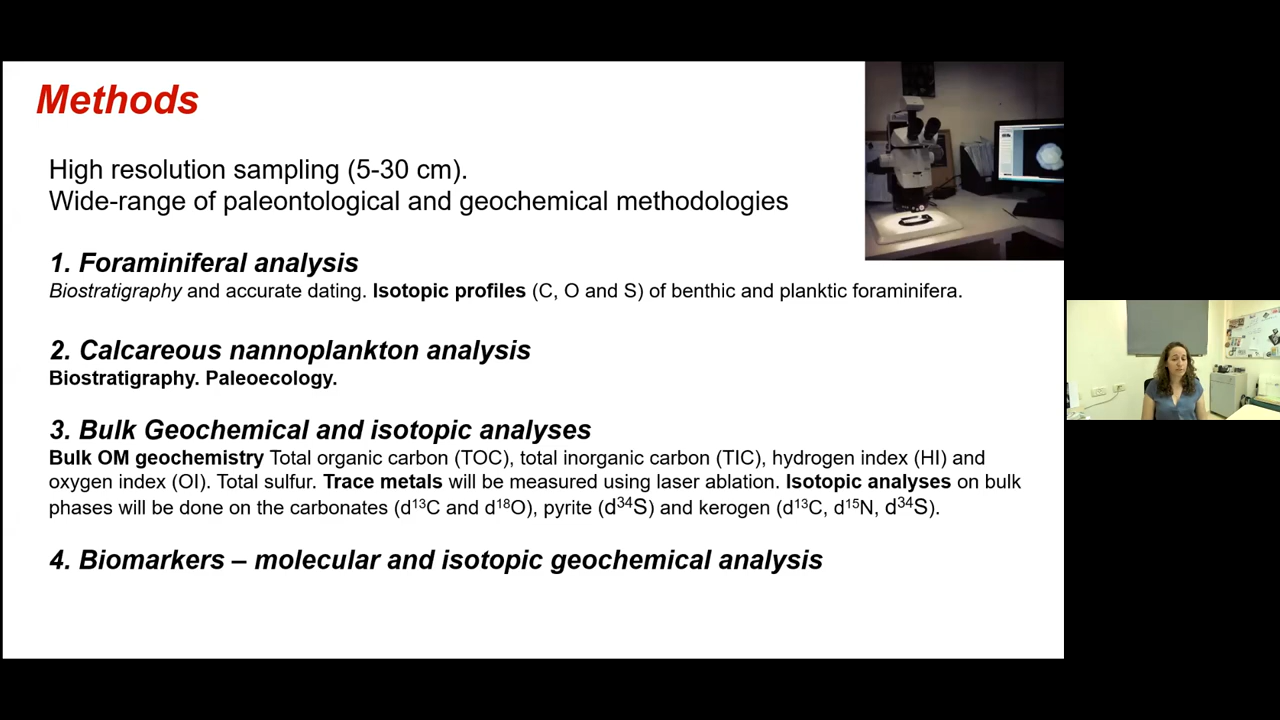 Methods
High resolution sampling (5-30 cm).
Wide-range of paleontological and geochemical methodologies
1. Foraminiferal analysis
Biostratigraphy and accurate dating. Isotopic profiles (C, O and S) of benthic and planktic foraminifera.
2. Calcareous nannoplankton analysis
Biostratigraphy. Paleoecology.
3. Bulk Geochemical and isotopic analyses
Bulk OM geochemistry Total organic carbon (TOC), total inorganic carbon (TIC), hydrogen index (HI) and
oxygen index (OI). Total sulfur. Trace metals will be measured using laser ablation. Isotopic analyses on bulk
phases will be done on the carbonates (d¹³C and d¹⁸O), pyrite (d³⁴S) and kerogen (d¹³C, d¹⁵N, d³⁴S).
4. Biomarkers – molecular and isotopic geochemical analysis